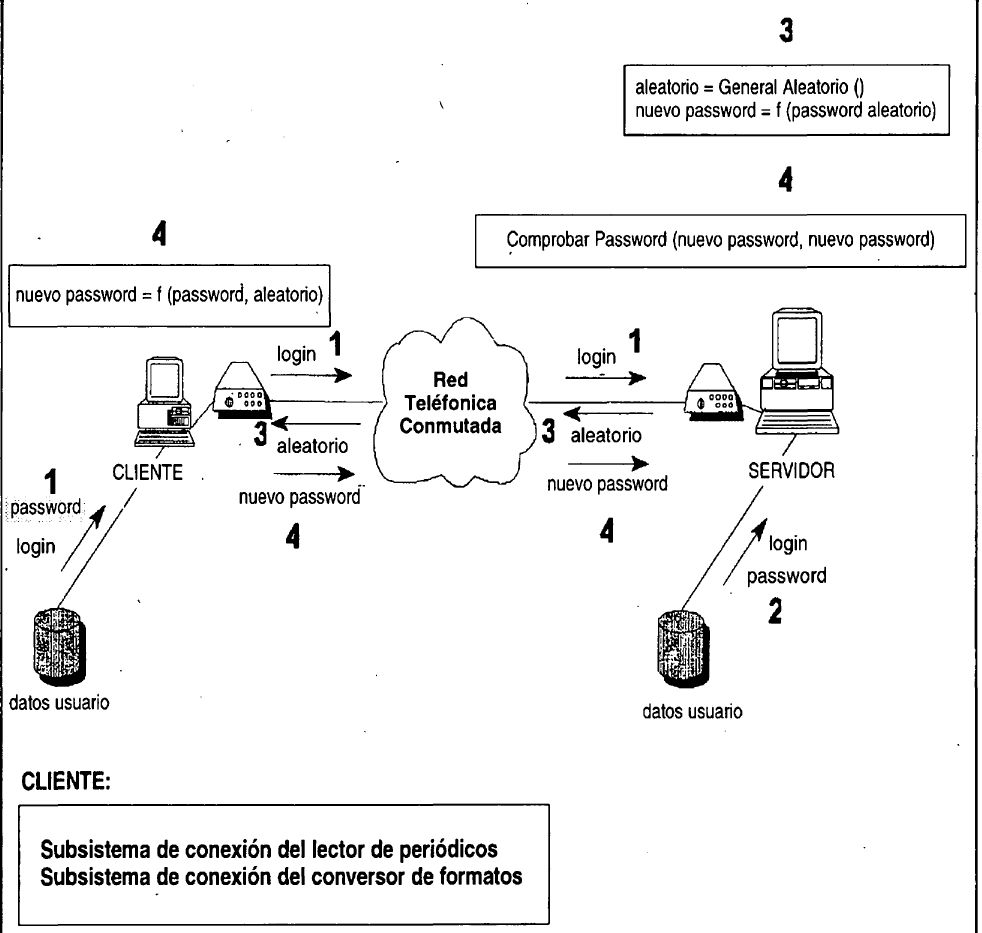 3
aleatorio = General Aleatorio ()
nuevo password = f (password aleatorio)
4
Comprobar Password (nuevo password, nuevo password)
4
nuevo password = f (password, aleatorio)
login 1
login 1
Red
Teléfonica
Conmutada
3 aleatorio
3 aleatorio
CLIENTE
SERVIDOR
nuevo password
nuevo password
4
4
1
password
login
login
password
2
datos usuario
datos usuario
CLIENTE:
Subsistema de conexión del lector de periódicos
Subsistema de conexión del conversor de formatos